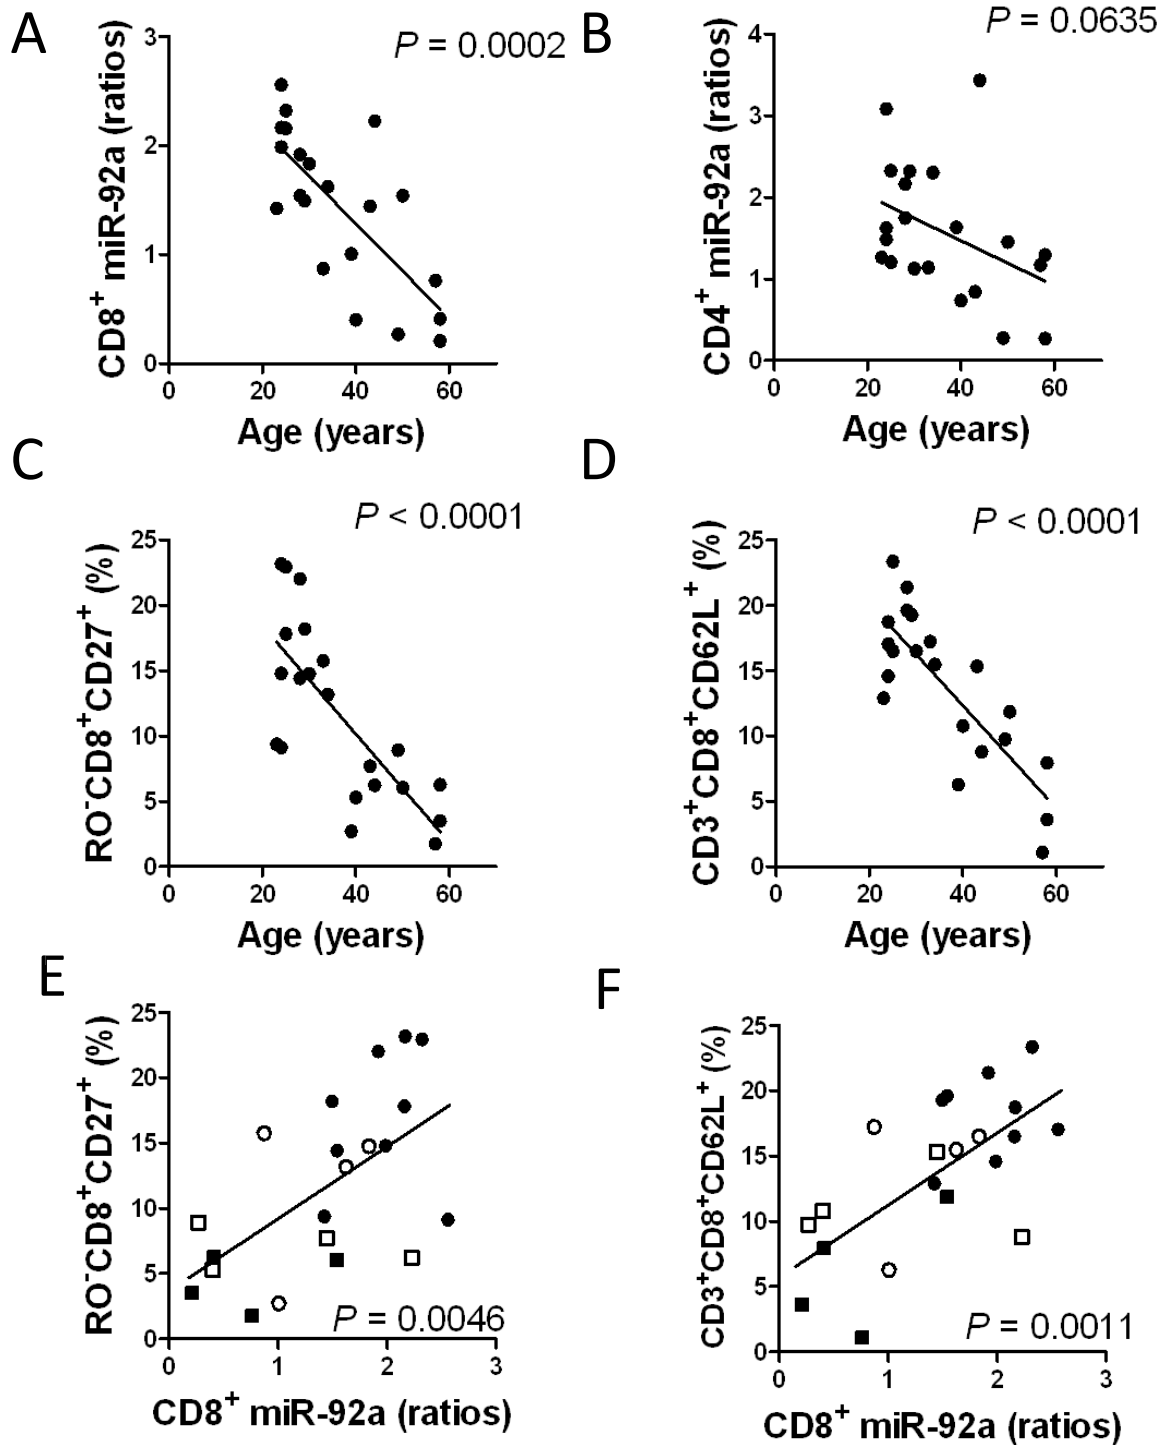 A
P = 0.0002
CD8+ miR-92a (ratios)
3
2
1
0
0 20 40 60
Age (years)
B
P = 0.0635
CD4+ miR-92a (ratios)
4
3
2
1
0
0 20 40 60
Age (years)
C
P < 0.0001
RO-CD8+CD27+ (%)
25
20
15
10
5
0
0 20 40 60
Age (years)
D
P < 0.0001
CD3+CD8+CD62L+ (%)
25
20
15
10
5
0
0 20 40 60
Age (years)
E
RO-CD8+CD27+ (%)
25
20
15
10
5
0
P = 0.0046
0 1 2 3
CD8+ miR-92a (ratios)
F
CD3+CD8+CD62L+ (%)
25
20
15
10
5
0
P = 0.0011
0 1 2 3
CD8+ miR-92a (ratios)